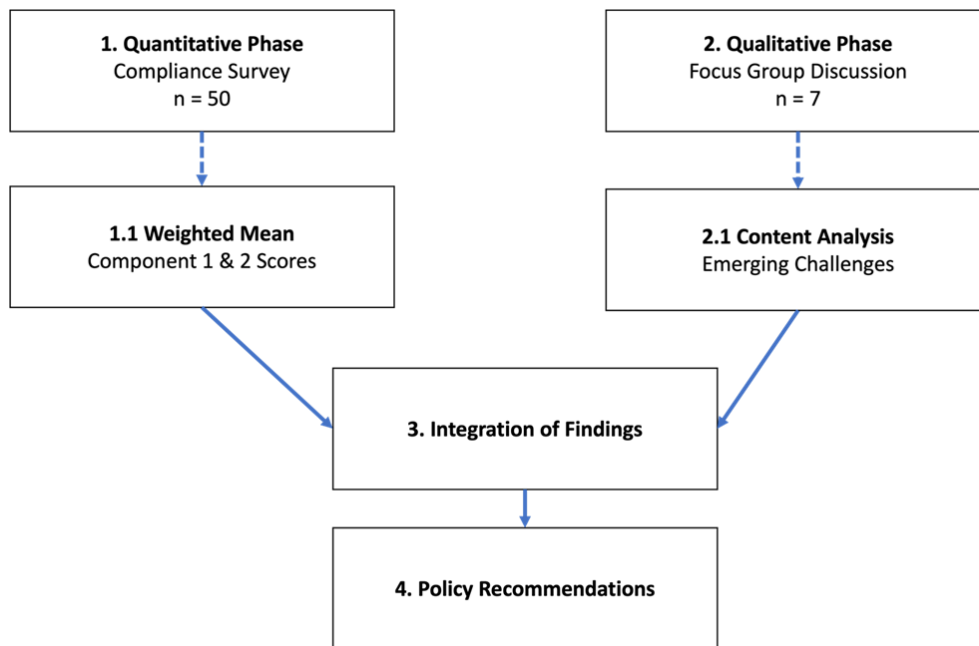 1. Quantitative Phase
Compliance Survey
n = 50
2. Qualitative Phase
Focus Group Discussion
n = 7
1.1 Weighted Mean
Component 1 & 2 Scores
2.1 Content Analysis
Emerging Challenges
3. Integration of Findings
4. Policy Recommendations